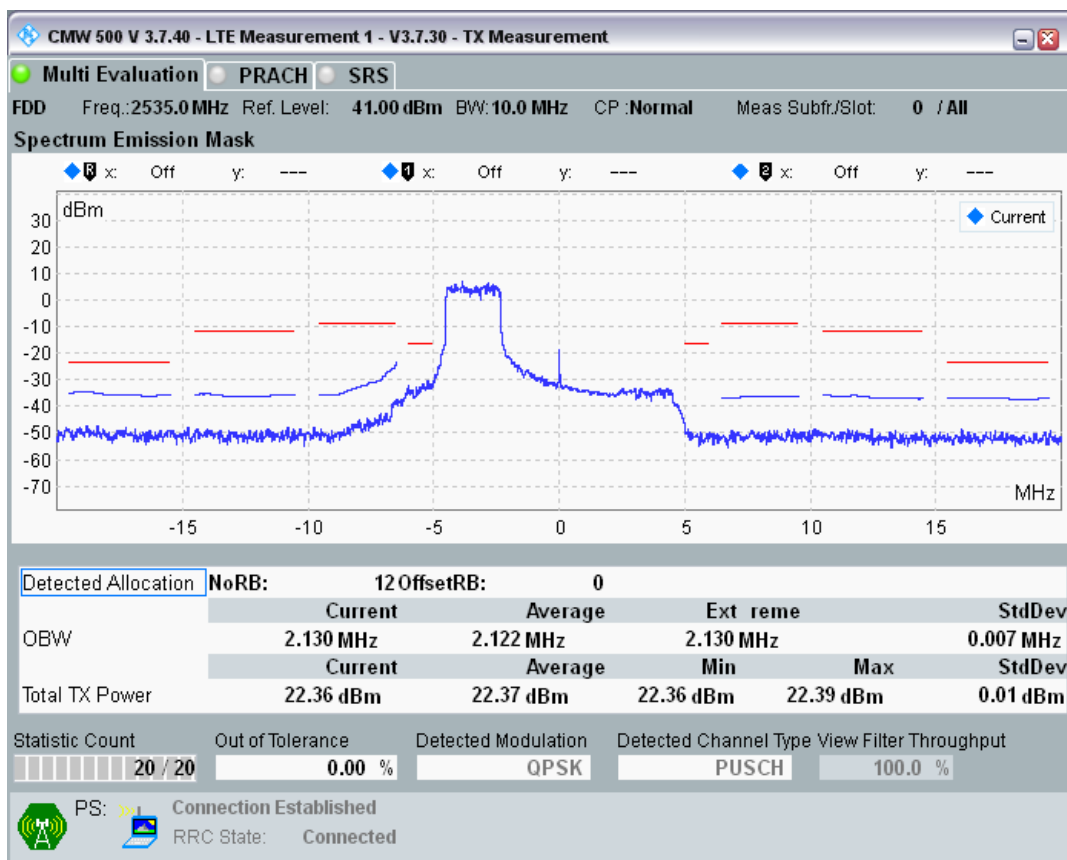 CMW 500 V 3.7.40 - LTE Measurement 1 - V3.7.30 - TX Measurement
Multi Evaluation PRACH SRS
FDD Freg.:2535.0 MHz Ref. Level: 41.00 dBm BW: 10.0 MHz CP :Normal Meas Subfr./Slot: 0 / All
Spectrum Emission Mask
R x: Off y: --- 1 x: Off y: --- 2 x: Off y: ---
dBm
Current
30
20
10
0
-10
-20
-30
-40
-50
-60
-70
MHz
-15 -10 -5 0 5 10 15
Detected Allocation NoRB: 12 OffsetRB: 0
Current Average Ext reme StdDev
OBW 2.130 MHz 2.122 MHz 2.130 MHz 0.007 MHz
Current Average Min Max StdDev
Total TX Power 22.36 dBm 22.37 dBm 22.36 dBm 22.39 dBm 0.01 dBm
Statistic Count Out of Tolerance Detected Modulation Detected Channel Type View Filter Throughput
20 / 20 0.00 % QPSK PUSCH 100.0 %
PS: Connection Established
RRC State: Connected